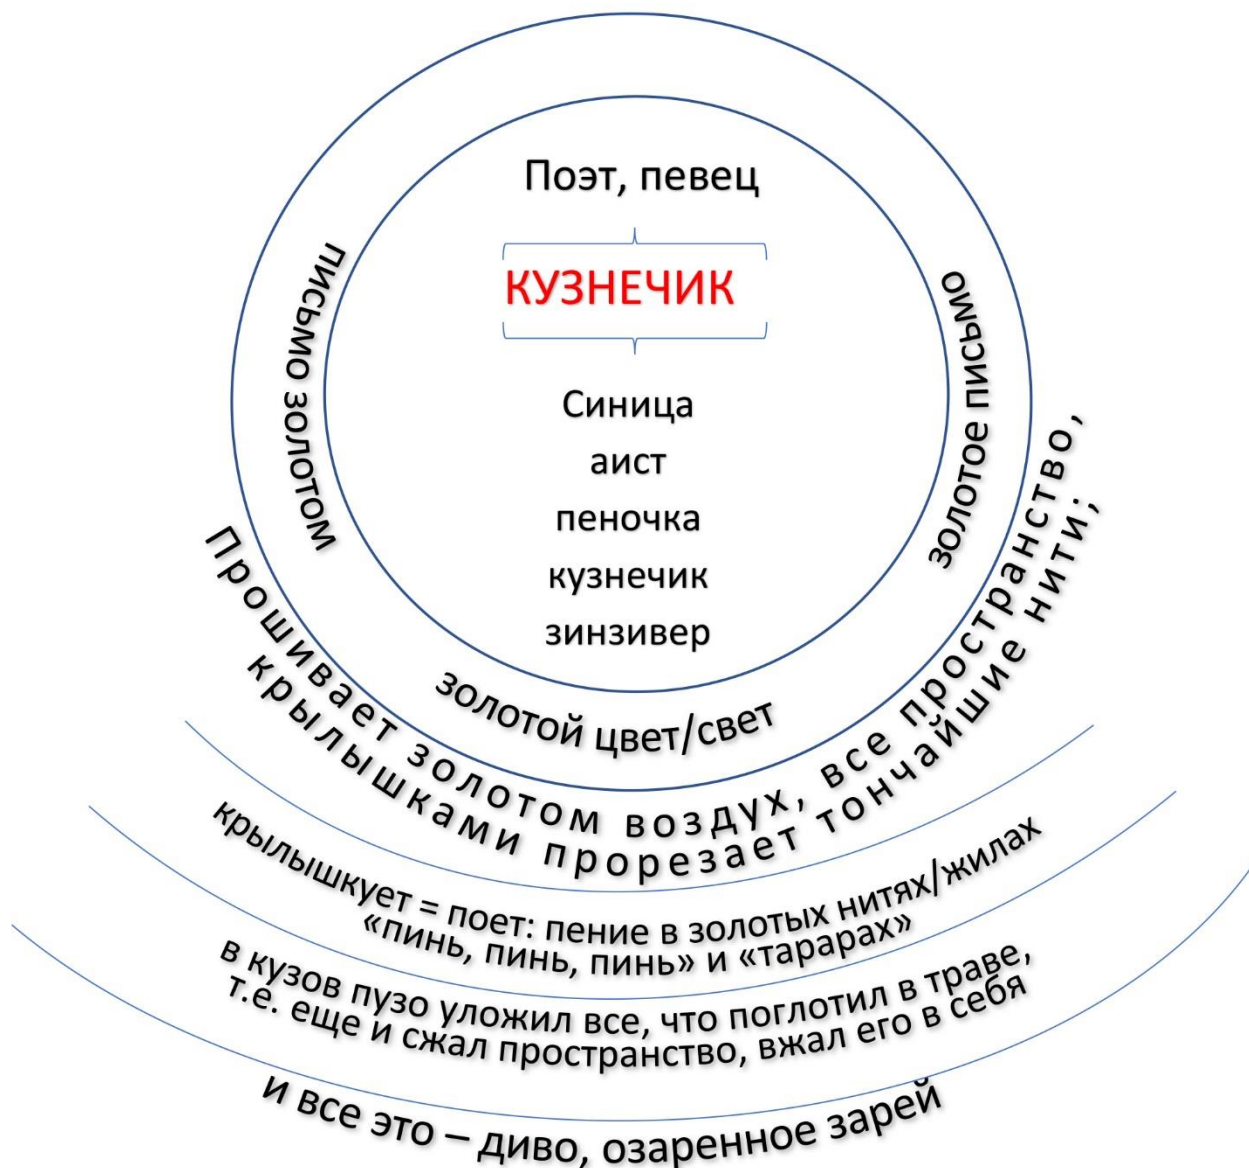 Поэт, певец
КУЗНЕЧИК
Синица
аист
пеночка
кузнечик
зинзивер
письмо золотом
золотое письмо
золотой цвет/свет
Прошивает золотом воздух, все пространство,
крылышками прорезает тончайшие нити;
крылышкует = поет: пение в золотых нитях/жилах
«пинь, пинь, пинь» и «тарарах»
в кузов пузо уложил все, что поглотил в траве,
т.е. еще и сжал пространство, вжал его в себя
и все это – диво, озаренное зарей